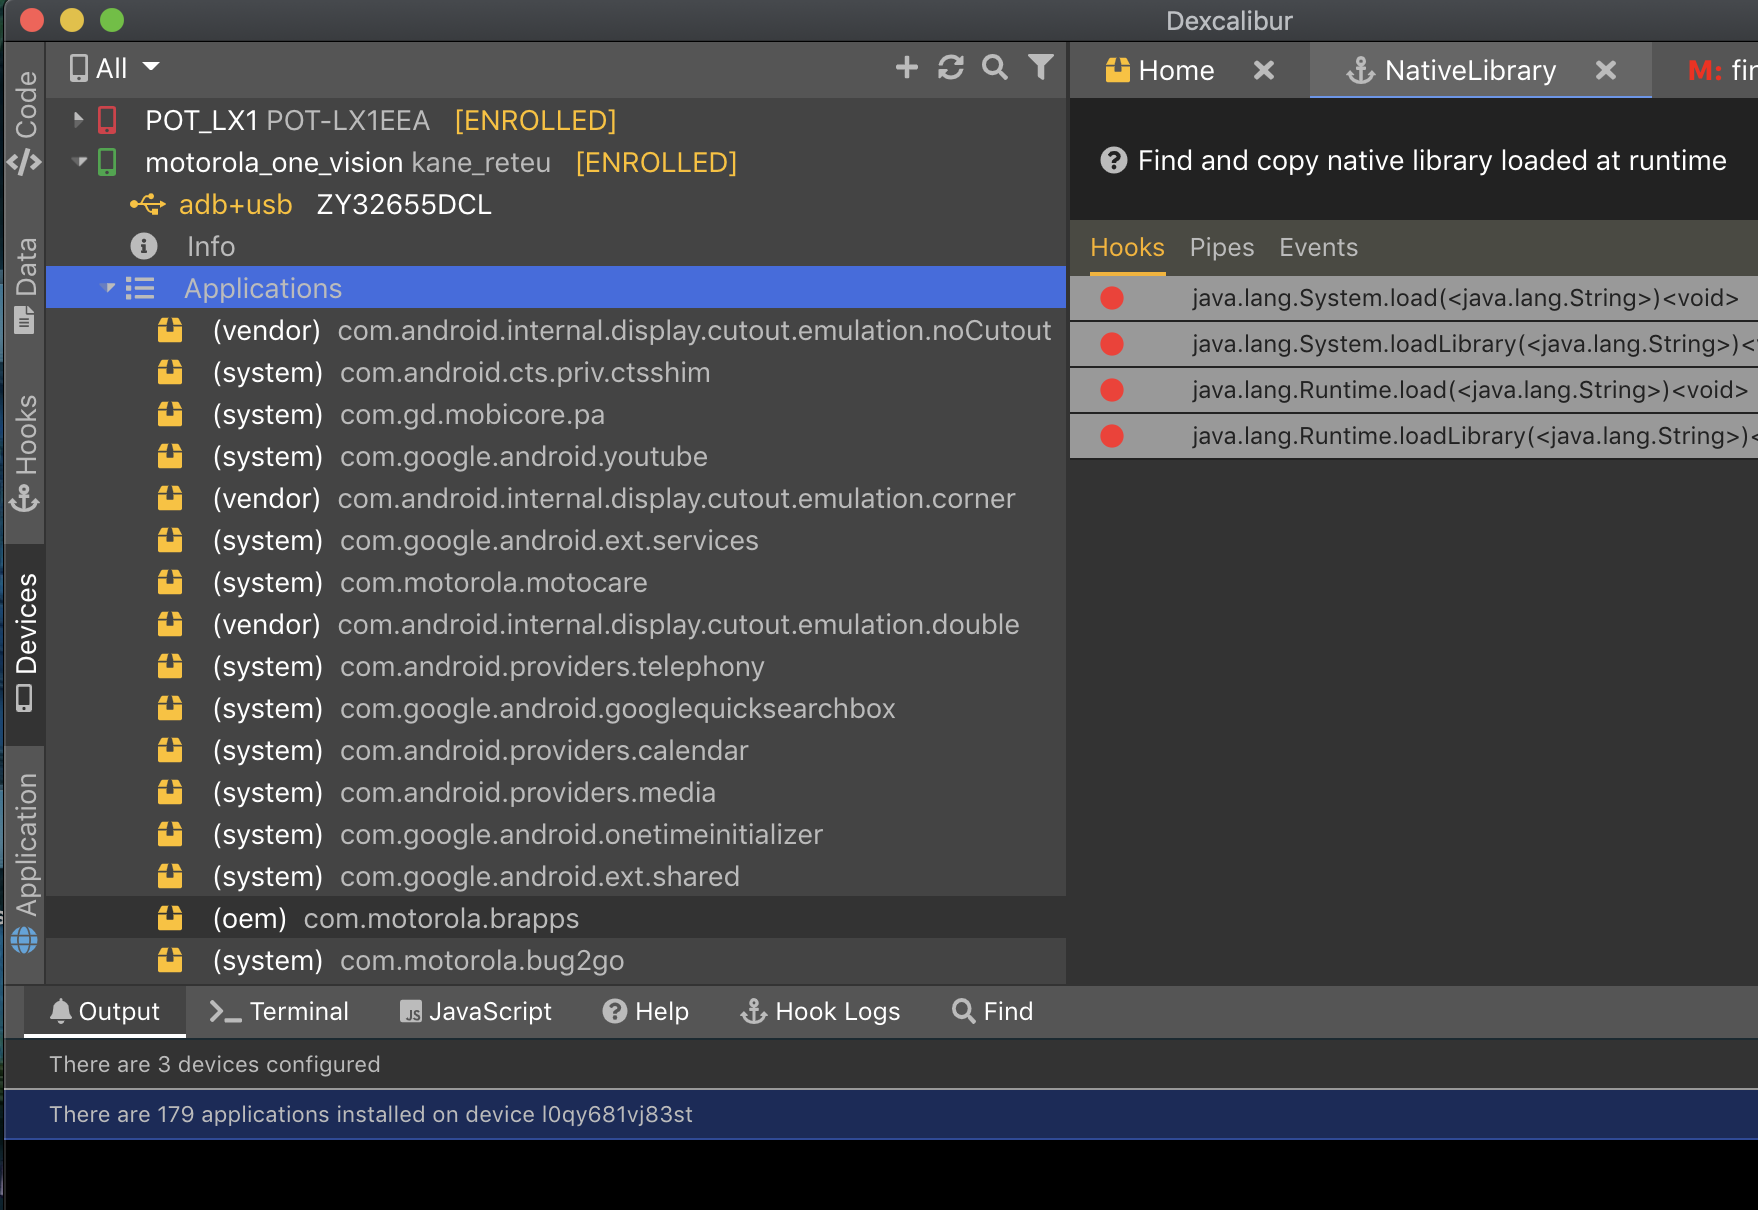 Dexcalibur
Code
Data
Hooks
Devices
Application
All
POT_LX1 POT-LX1EEA [ENROLLED]
motorola_one_vision kane_reteu [ENROLLED]
adb+usb ZY32655DCL
Info
Applications
(vendor) com.android.internal.display.cutout.emulation.noCutout
(system) com.android.cts.priv.ctsshim
(system) com.gd.mobicore.pa
(system) com.google.android.youtube
(vendor) com.android.internal.display.cutout.emulation.corner
(system) com.google.android.ext.services
(system) com.motorola.motocare
(vendor) com.android.internal.display.cutout.emulation.double
(system) com.android.providers.telephony
(system) com.google.android.googlequicksearchbox
(system) com.android.providers.calendar
(system) com.android.providers.media
(system) com.google.android.onetimeinitializer
(system) com.google.android.ext.shared
(oem) com.motorola.brapps
(system) com.motorola.bug2go
Home NativeLibrary M:
Find and copy native library loaded at runtime
Hooks Pipes Events
java.lang.System.load(<java.lang.String>)<void>
java.lang.System.loadLibrary(<java.lang.String>)<
java.lang.Runtime.load(<java.lang.String>)<void>
java.lang.Runtime.loadLibrary(<java.lang.String>)<
Output Terminal JS JavaScript Help Hook Logs Find
There are 3 devices configured
There are 179 applications installed on device l0qy681vj83st